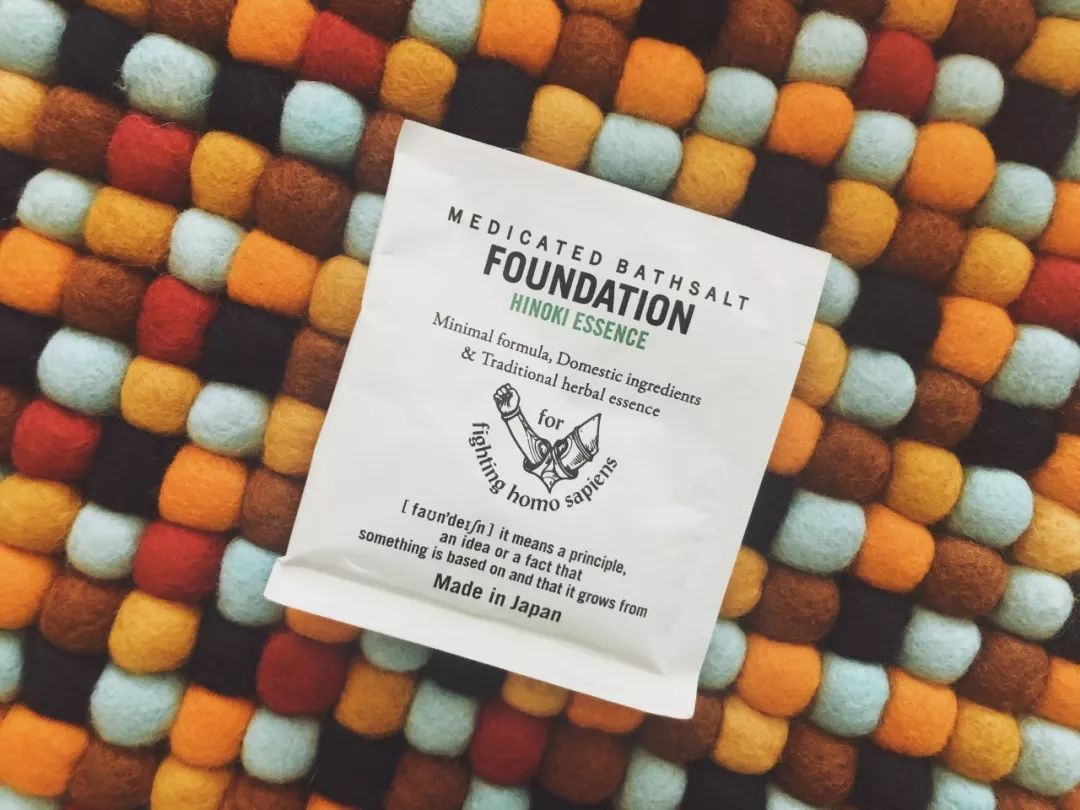 MEDICATED BATHSALT
FOUNDATION
HINOKI ESSENCE
Minimal formula, Domestic ingredients
& Traditional herbal essence
for
fighting homo sapiens
[ faʊn'deɪʃn ] it means a principle,
an idea or a fact that
something is based on and that it grows from
Made in Japan